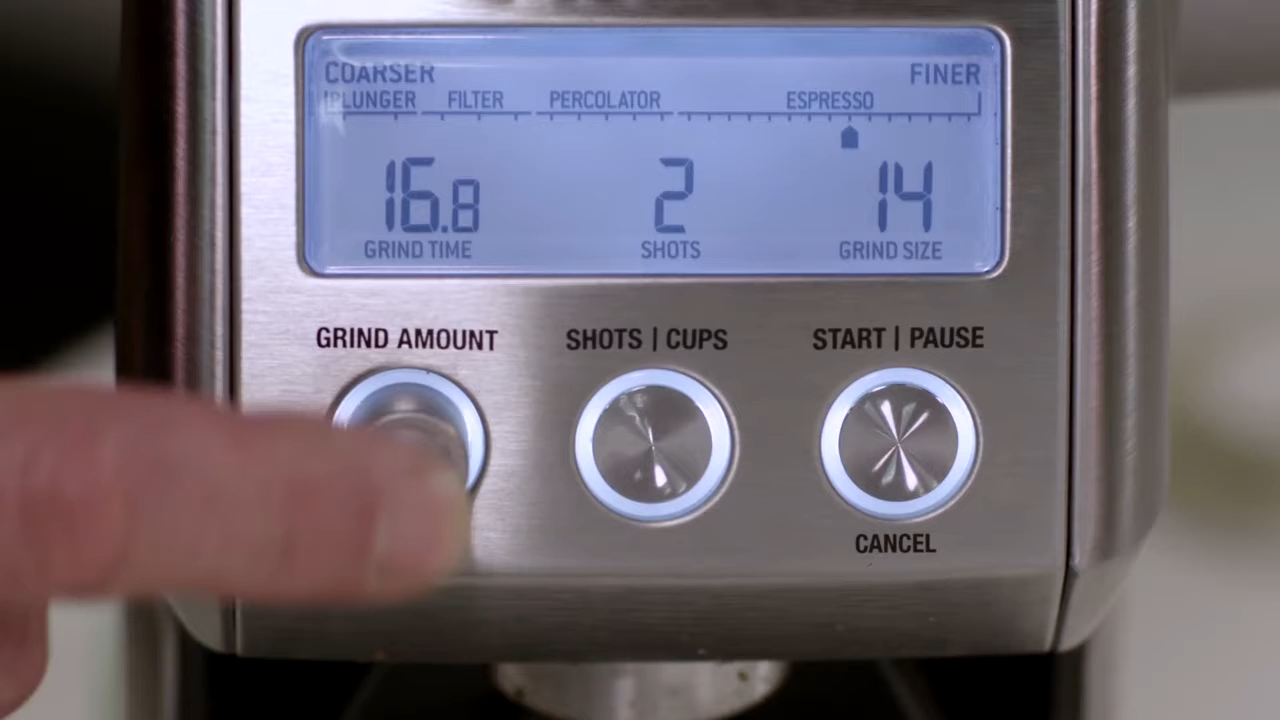 COARSER FINER
PLUNGER FILTER PERCOLATOR ESPRESSO
16.8 2 14
GRIND TIME SHOTS GRIND SIZE
GRIND AMOUNT SHOTS | CUPS START | PAUSE
CANCEL